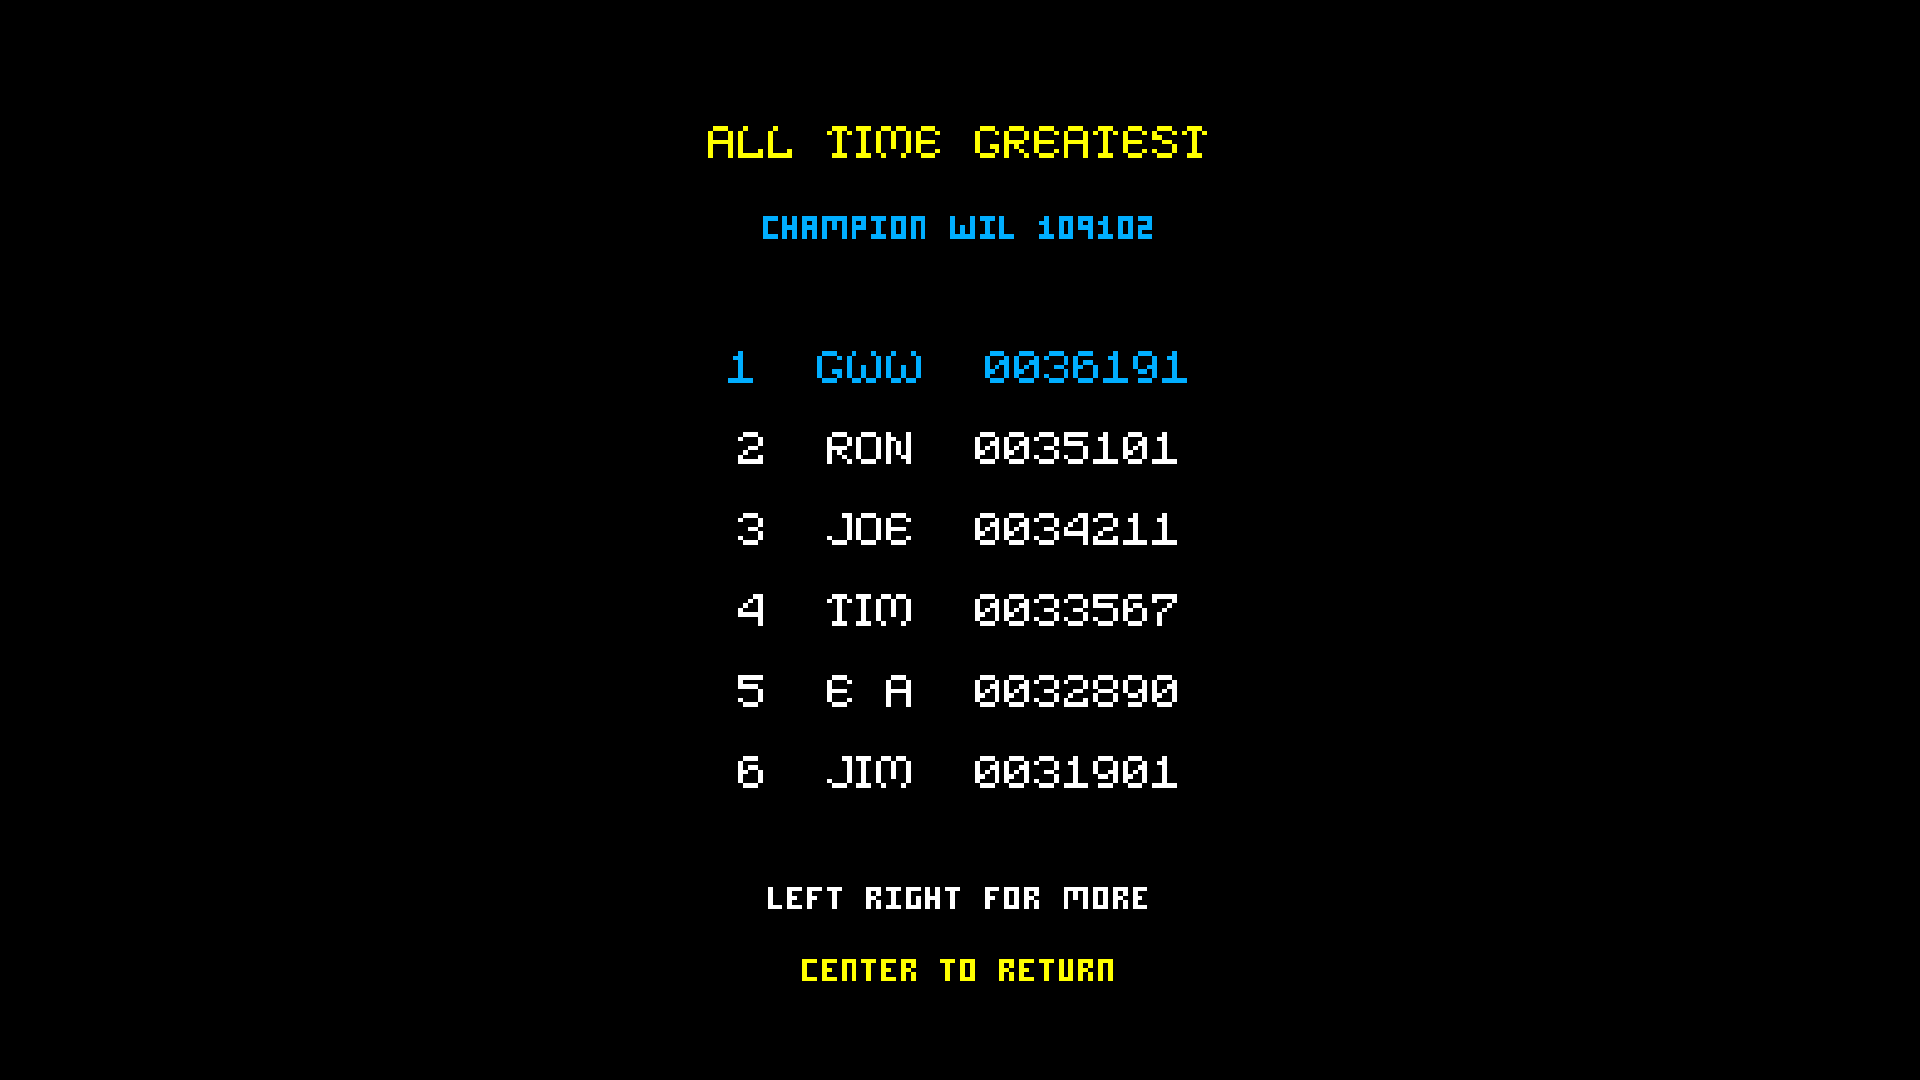 ALL TIME GREATEST
CHAMPION WIL 109102
1 GWW 0036191
2 RON 0035101
3 JOE 0034211
4 TIM 0033567
5 E A 0032890
6 JIM 0031901
LEFT RIGHT FOR MORE
CENTER TO RETURN